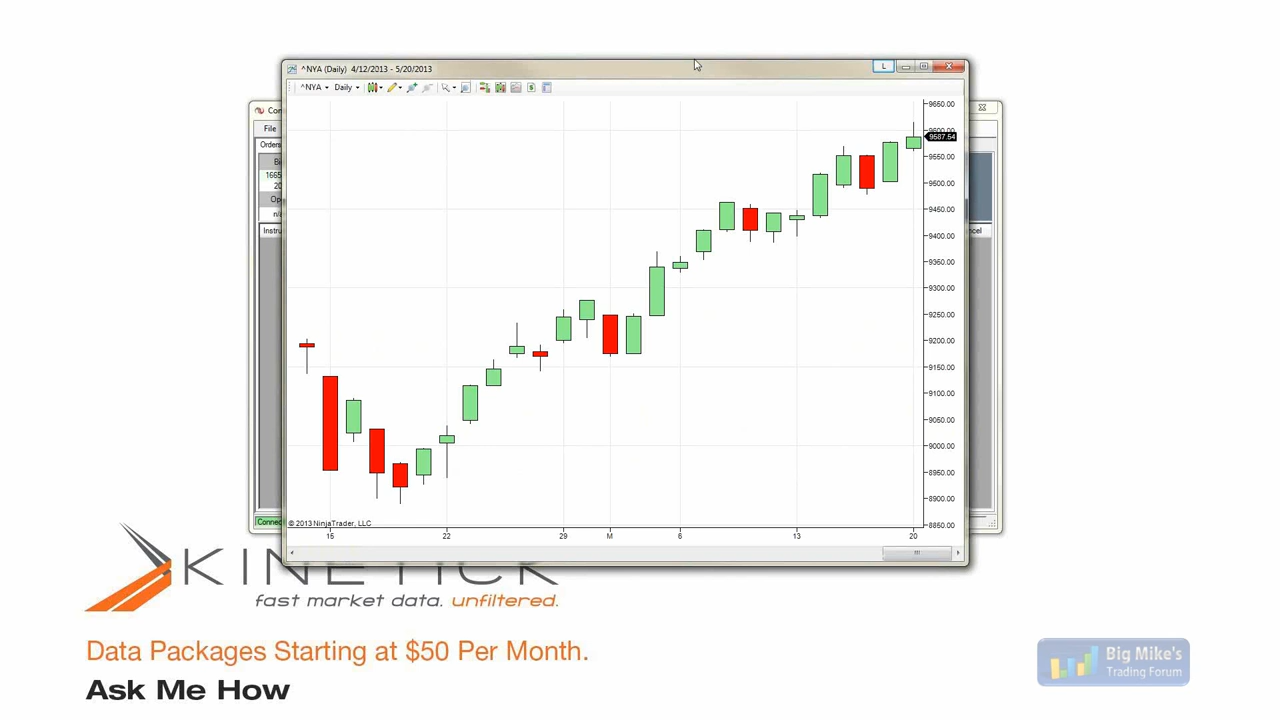 ^NYA (Daily) 4/12/2013 - 5/20/2013
L
^NYA Daily
File
Orders
1665
20
n/a
Instru
9650.00
9600.00
9587.54
9550.00
9500.00
9450.00
9400.00
9350.00
9300.00
9250.00
9200.00
9150.00
9100.00
9050.00
9000.00
8950.00
8900.00
8850.00
© 2013 NinjaTrader, LLC
16 22 29 M 6 13 20
KINETICK
fast market data. unfiltered.
Data Packages Starting at $50 Per Month.
Ask Me How
Big Mike's
Trading Forum